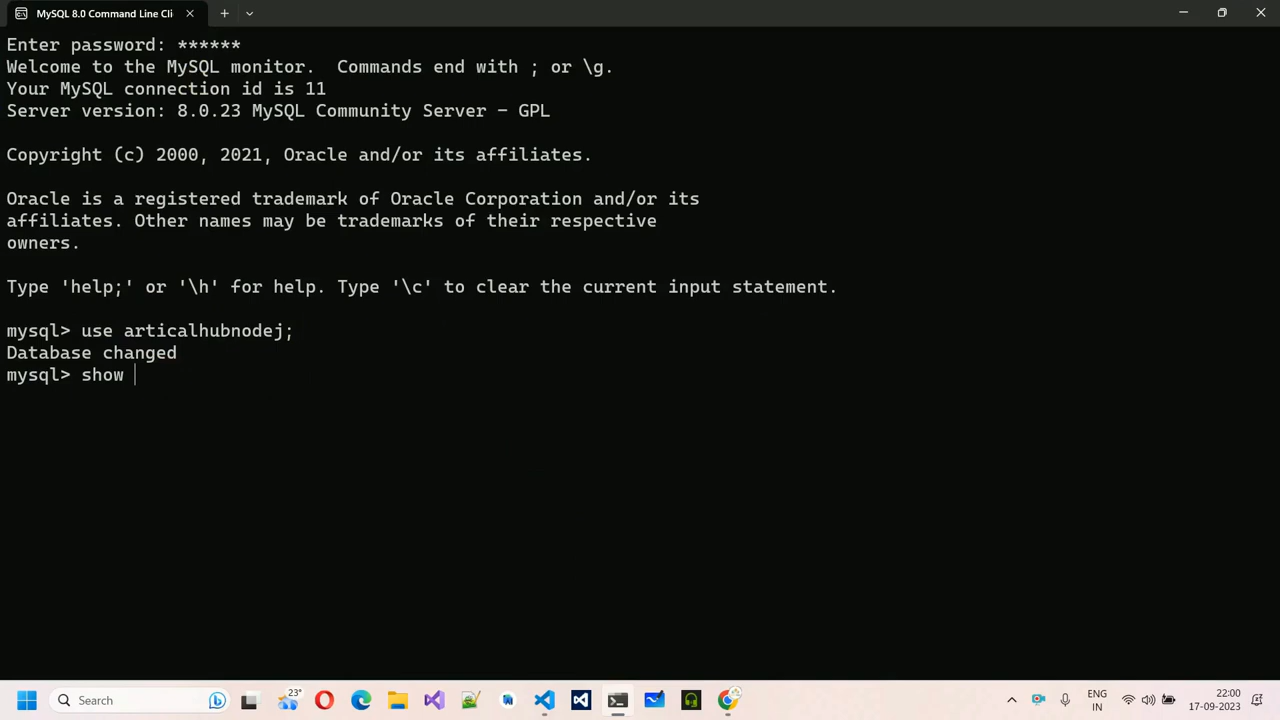 MySQL 8.0 Command Line Cli
Enter password: ******
Welcome to the MySQL monitor.  Commands end with ; or \g.
Your MySQL connection id is 11
Server version: 8.0.23 MySQL Community Server - GPL
Copyright (c) 2000, 2021, Oracle and/or its affiliates.
Oracle is a registered trademark of Oracle Corporation and/or its
affiliates. Other names may be trademarks of their respective
owners.
Type 'help;' or '\h' for help. Type '\c' to clear the current input statement.
mysql> use articalhubnodej;
Database changed
mysql> show
Search
23°
ENG
IN
22:00
17-09-2023